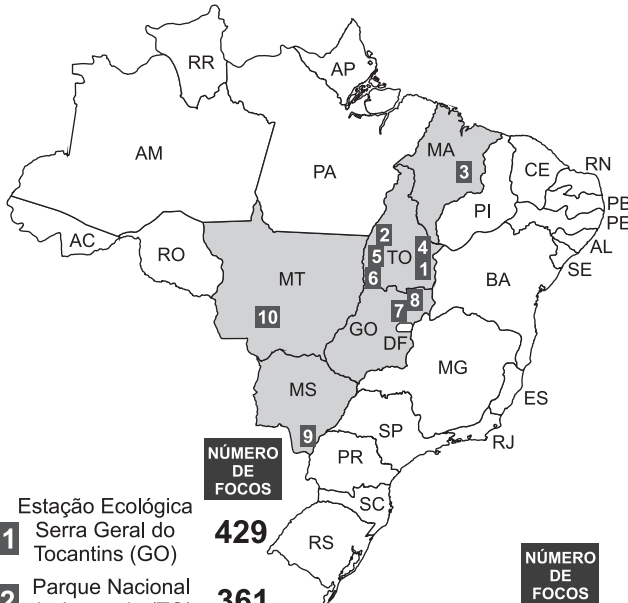 RR
AP
AM
PA
MA
3
CE
RN
PI
PE
AC
RO
2
4
5
TO
1
6
AL
SE
MT
BA
10
7
8
GO
DF
MG
MS
ES
9
SP
RJ
PR
SC
RS
NÚMERO
DE
FOCOS
Estação Ecológica
1 Serra Geral do
Tocantins (GO)
429
2 Parque Nacional
361
NÚMERO
DE
FOCOS